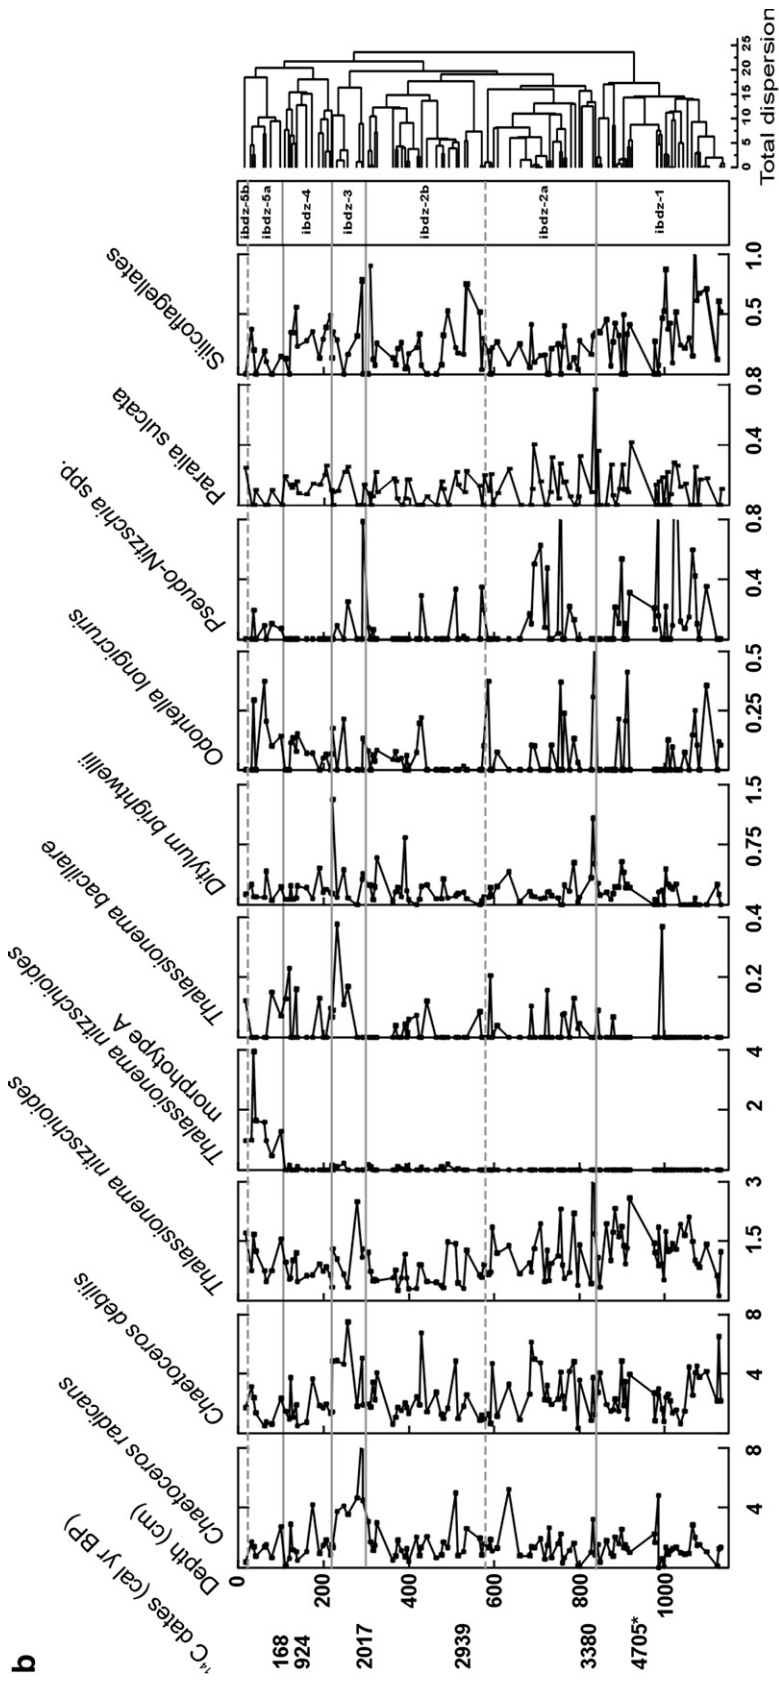 b
¹⁴C dates (cal yr BP)
168
924
2017
2939
3380
4705*
Depth (cm)
0
200
400
600
800
1000
Chaetoceros radicans
4
8
Chaetoceros debilis
4
8
Thalassionema nitzschioides
1.5
3
Thalassionema nitzschioides
morphotype A
2
4
Thalassionema bacillare
0.2
0.4
Ditylum brightwellii
0.75
1.5
Odontella longicruris
0.25
0.5
Pseudo-Nitzschia spp.
0.4
0.8
Paralia sulcata
0.4
0.8
Silicoflagellates
0.5
1.0
ibdz-5b
ibdz-5a
ibdz-4
ibdz-3
ibdz-2b
ibdz-2a
ibdz-1
0 5 10 15 20 25
Total dispersion